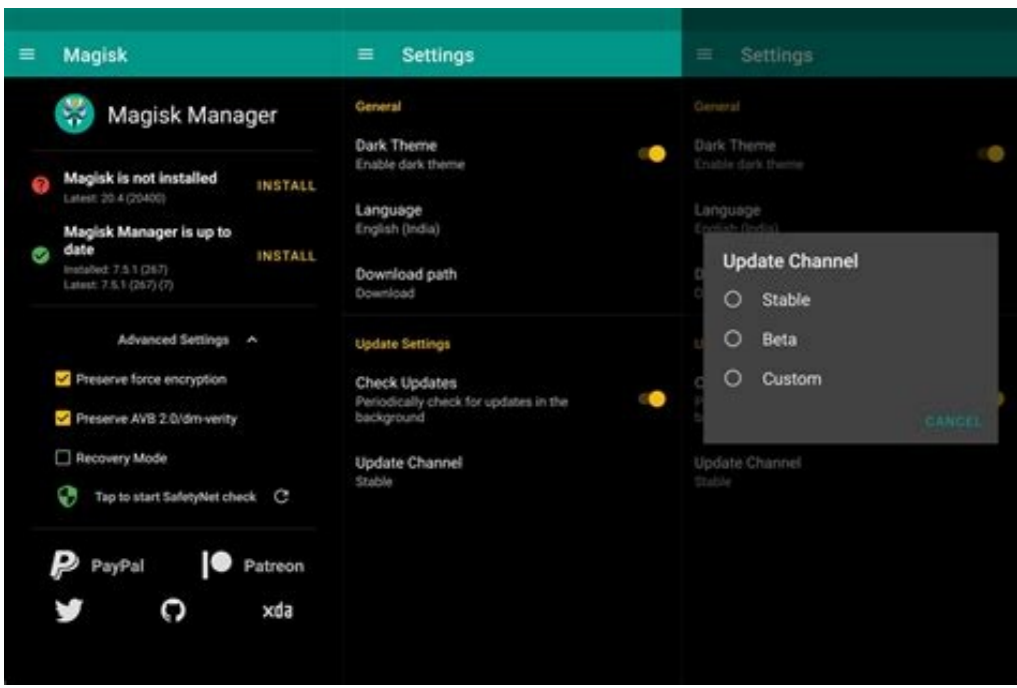 Magisk
Magisk Manager
Magisk is not installed
Latest: 20.4 (20400)
INSTALL
Magisk Manager is up to
date
Installed: 7.5.1 (267)
Latest: 7.5.1 (267) (7)
INSTALL
Advanced Settings
Preserve force encryption
Preserve AVB 2.0/dm-verity
Recovery Mode
Tap to start SafetyNet check
PayPal
Patreon
xda
Settings
General
Dark Theme
Enable dark theme
Language
English (India)
Download path
Download
Update Settings
Check Updates
Periodically check for updates in the
background
Update Channel
Stable
Settings
General
Dark Theme
Enable dark theme
Language
English (India)
Update Channel
Stable
Beta
Custom
CANCEL
Update Channel
Stable